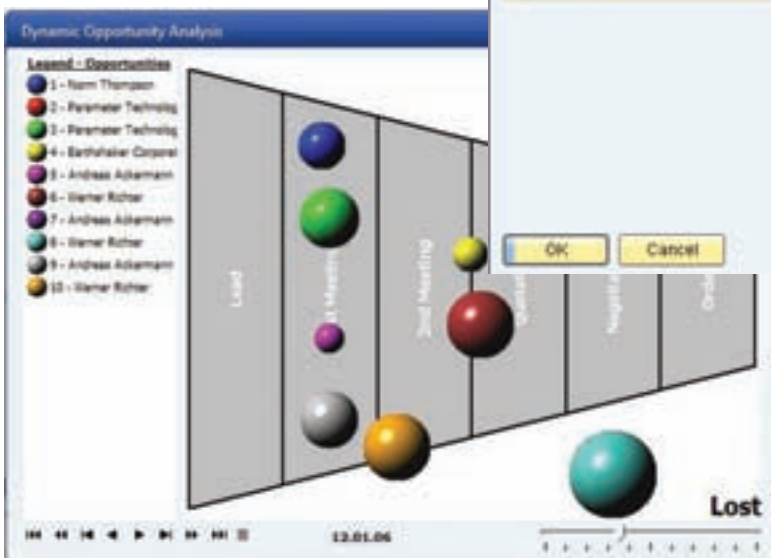 Dynamic Opportunity Analysis
Legend - Opportunities
1 - Norm Thompson
2 - Parameter Technolog
3 - Parameter Technolog
4 - Earthshaker Corporat
5 - Andreas Ackermann
6 - Werner Richter
7 - Andreas Ackermann
8 - Werner Richter
9 - Andreas Ackermann
10 - Werner Richter
Lead
Meeting
2nd Meeting
OK
Cancel
Lost
12.01.06